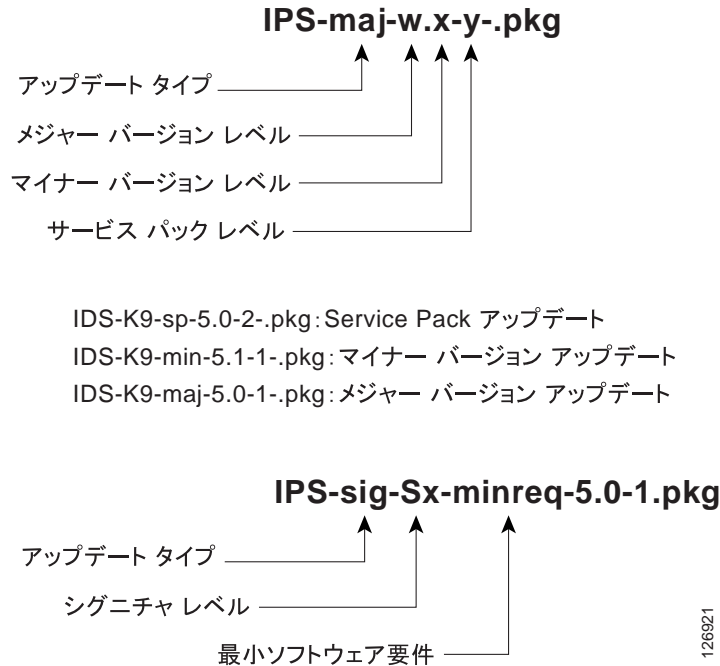 IPS-maj-w.x-y-.pkg
アップデート タイプ
メジャー バージョン レベル
マイナー バージョン レベル
サービス パック レベル
IDS-K9-sp-5.0-2-.pkg：Service Pack アップデート
IDS-K9-min-5.1-1-.pkg：マイナー バージョン アップデート
IDS-K9-maj-5.0-1-.pkg：メジャー バージョン アップデート
IPS-sig-Sx-minreq-5.0-1.pkg
アップデート タイプ
シグニチャ レベル
最小ソフトウェア要件
126921